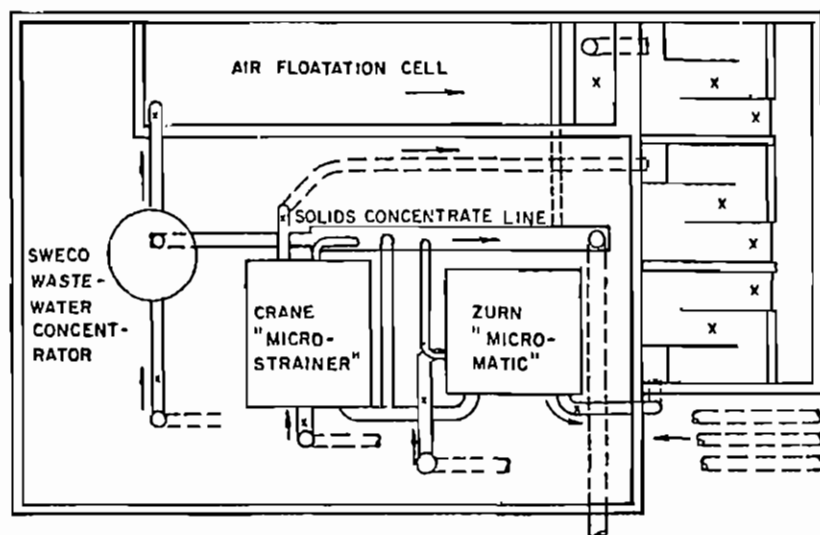 AIR FLOATATION CELL
SOLIDS CONCENTRATE LINE
SWECO
WASTE-
WATER
CONCENT-
RATOR
CRANE
"MICRO-
STRAINER"
ZURN
"MICRO-
MATIC"
x
x
x
x
x
x
x
x
x
x
x
x
x
x